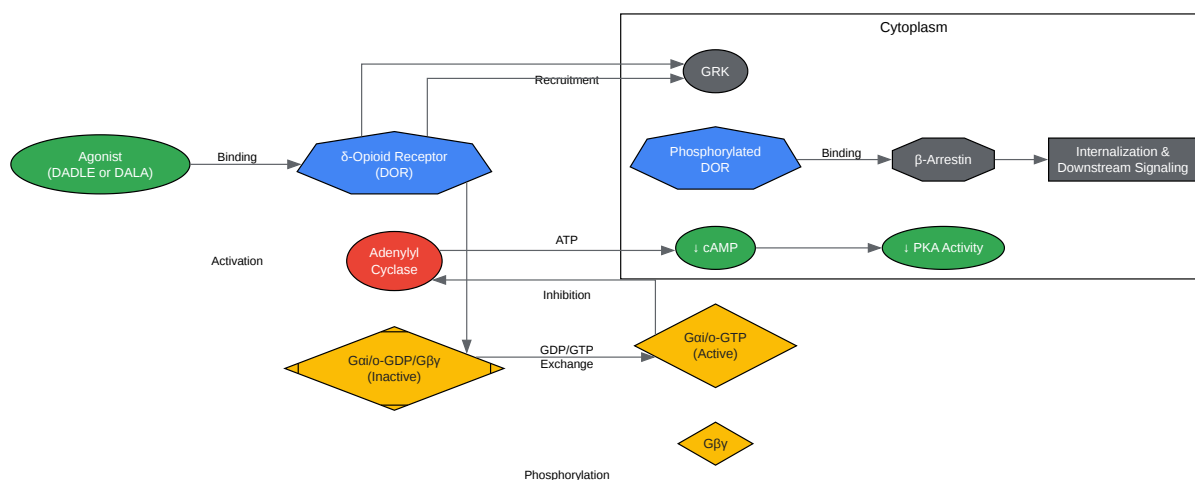 Cytoplasm
GRK
Recruitment
Agonist
(DADLE or DALA)
Binding
δ-Opioid Receptor
(DOR)
Phosphorylated
DOR
Binding
β-Arrestin
Internalization &
Downstream Signaling
Adenylyl
Cyclase
ATP
↓ cAMP
↓ PKA Activity
Activation
Inhibition
Gαi/o-GDP/Gβγ
(Inactive)
GDP/GTP
Exchange
Gαi/o-GTP
(Active)
Gβγ
Phosphorylation